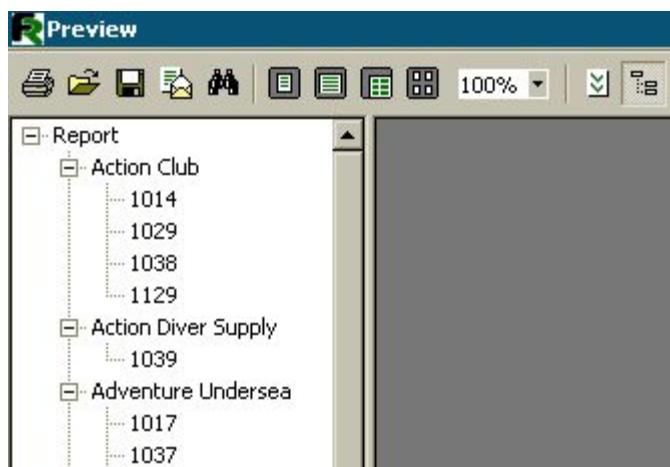 Preview
100%
Report
Action Club
1014
1029
1038
1129
Action Diver Supply
1039
Adventure Undersea
1017
1037